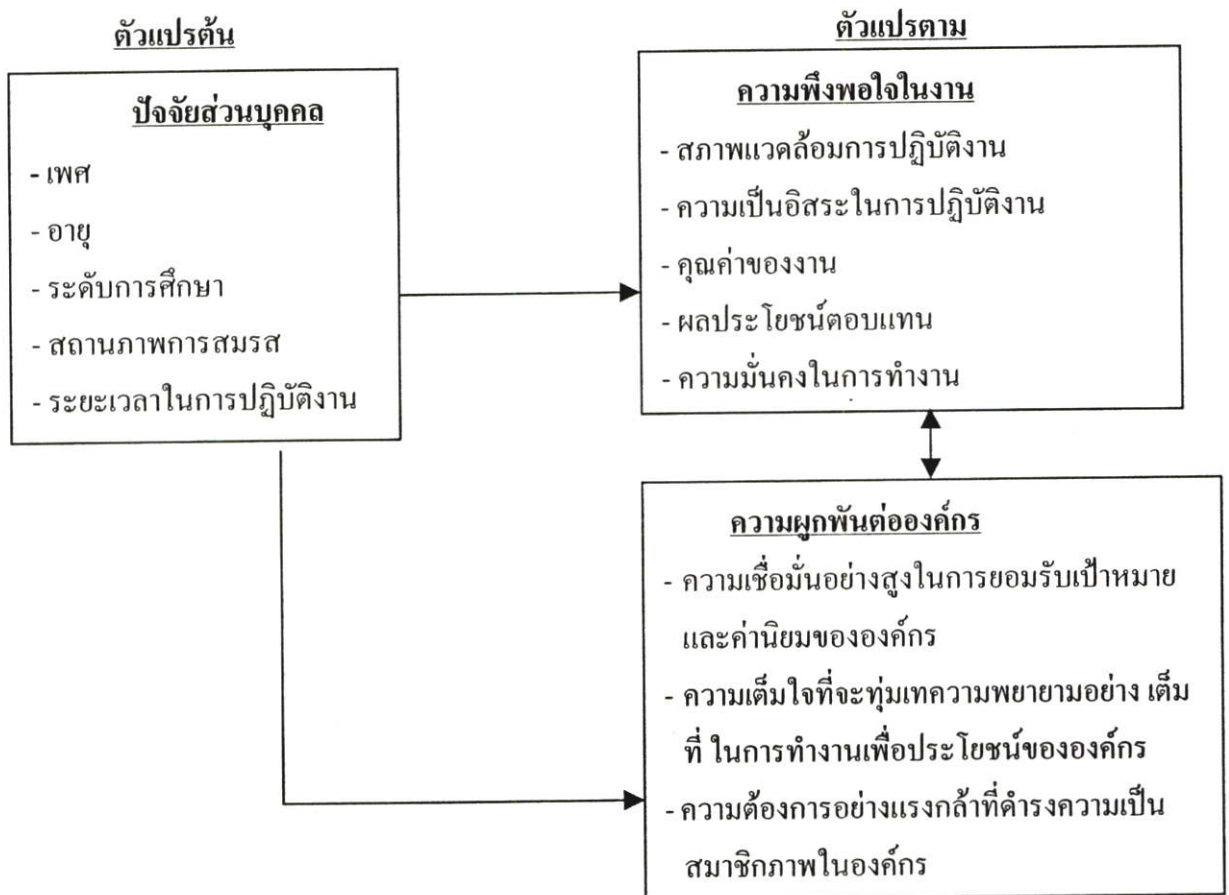 ตัวแปรต้น
ปัจจัยส่วนบุคคล
- เพศ
- อายุ
- ระดับการศึกษา
- สถานภาพการสมรส
- ระยะเวลาในการปฏิบัติงาน
ตัวแปรตาม
ความพึงพอใจในงาน
- สภาพแวดล้อมการปฏิบัติงาน
- ความเป็นอิสระในการปฏิบัติงาน
- คุณค่าของงาน
- ผลประโยชน์ตอบแทน
- ความมั่นคงในการทำงาน
ความผูกพันต่อองค์กร
- ความเชื่อมั่นอย่างสูงในการยอมรับเป้าหมาย
และค่านิยมขององค์กร
- ความเต็มใจที่จะทุ่มเทความพยายามอย่าง เต็ม
ที่ ในการทำงานเพื่อประโยชน์ขององค์กร
- ความต้องการอย่างแรงกล้าที่ดำรงความเป็น
สมาชิกภาพในองค์กร